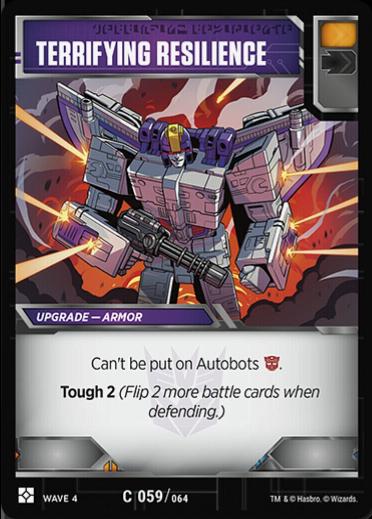 TERRIFYING RESILIENCE
UPGRADE — ARMOR
Can't be put on Autobots.
Tough 2 (Flip 2 more battle cards when
defending.)
WAVE 4
C 059/064
TM & © Hasbro. © Wizards.